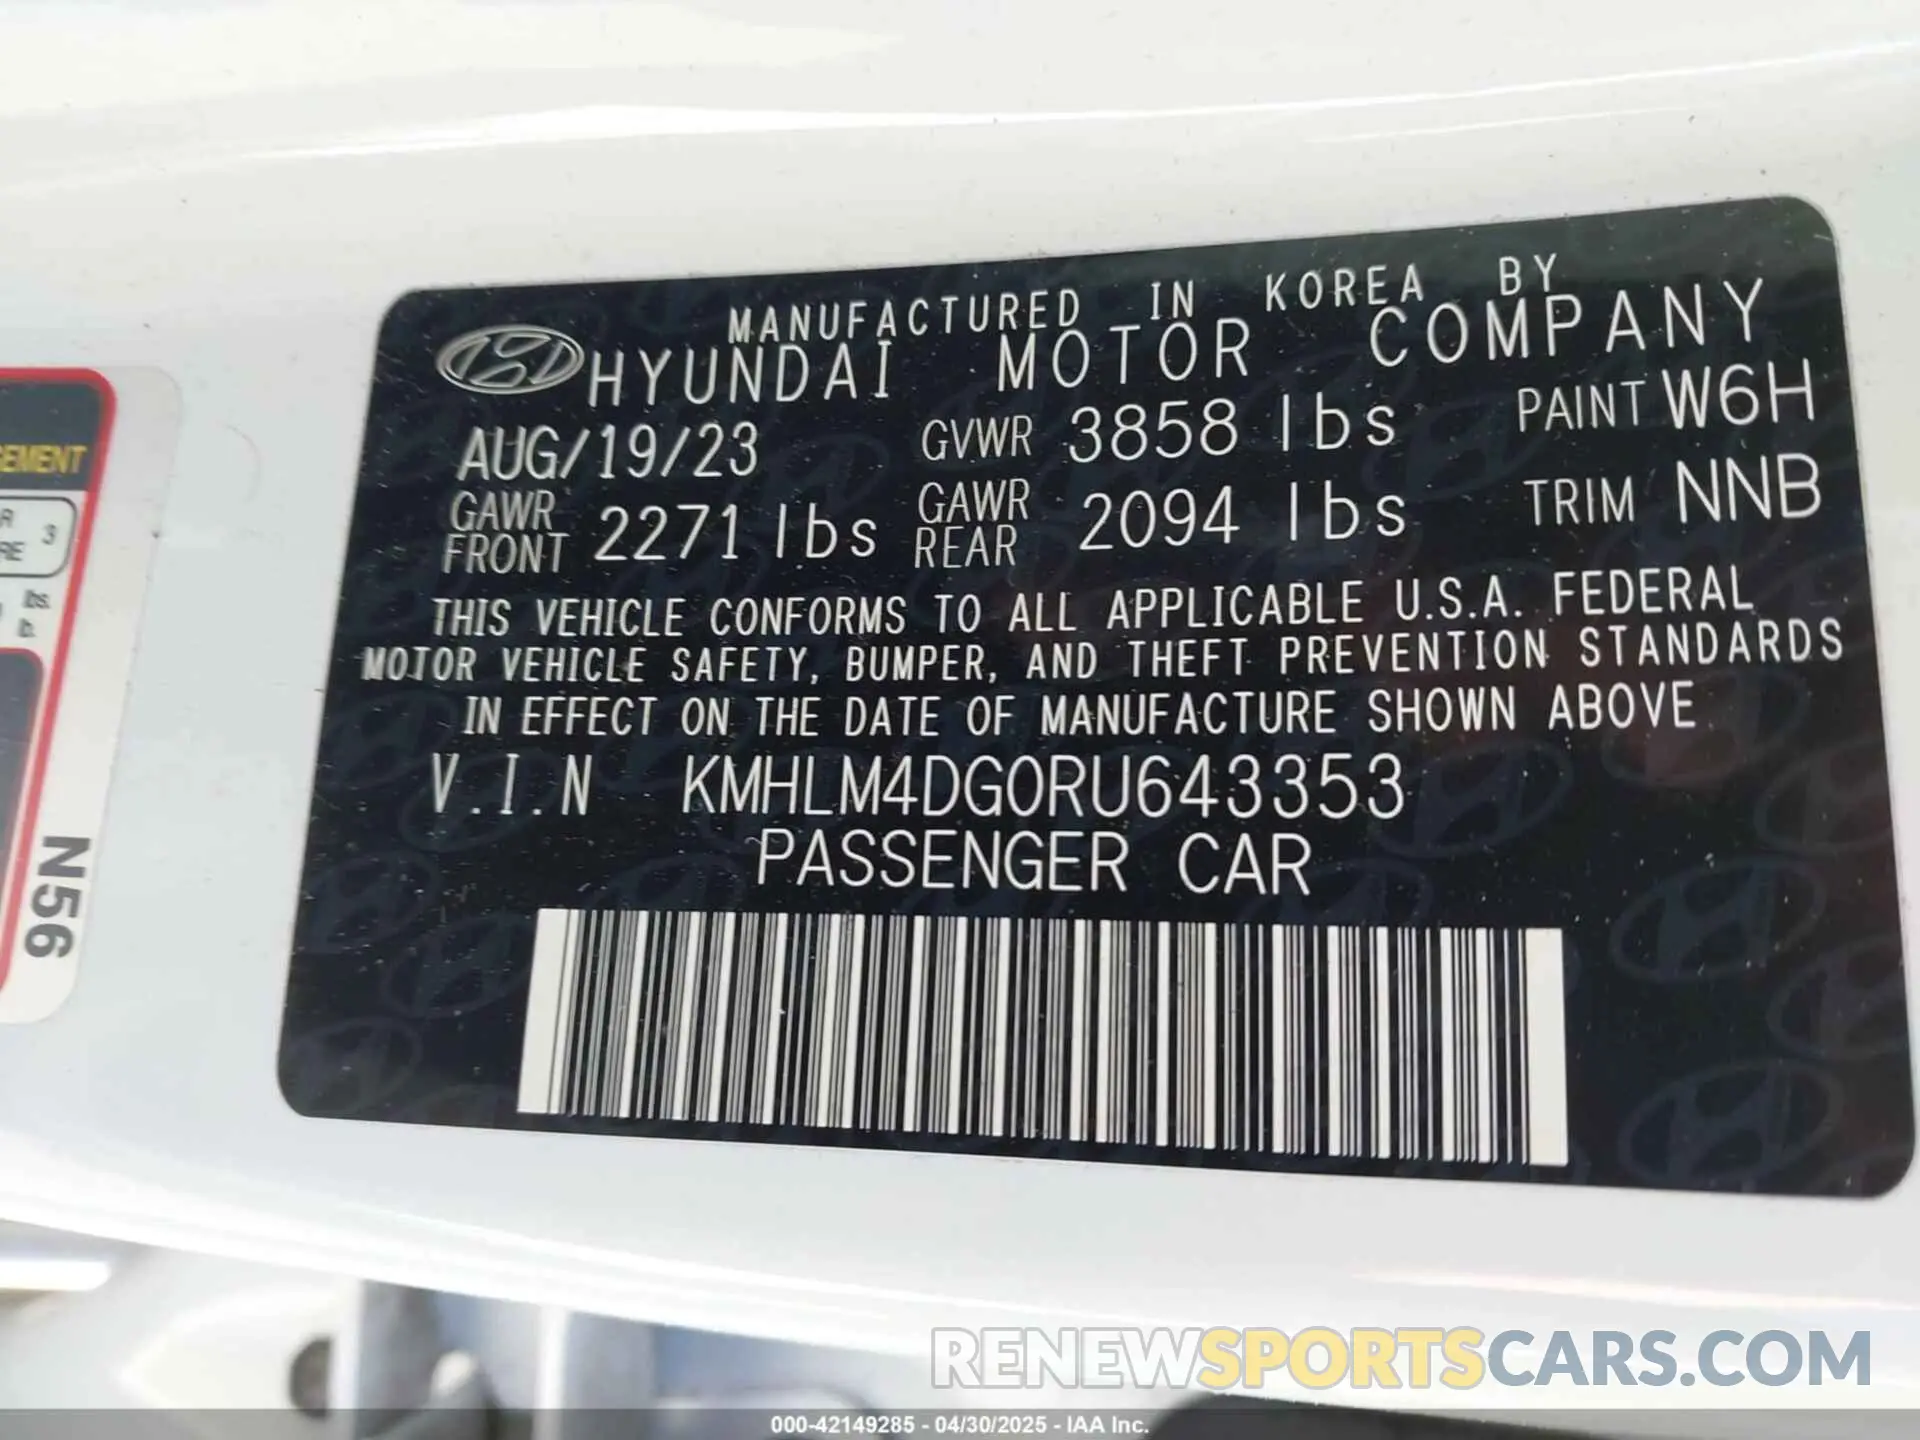 MANUFACTURED IN KOREA BY
HYUNDAI MOTOR COMPANY
AUG/19/23 GVWR 3858 lbs PAINT W6H
GAWR FRONT 2271 lbs GAWR REAR 2094 lbs TRIM NNB
THIS VEHICLE CONFORMS TO ALL APPLICABLE U.S.A. FEDERAL
MOTOR VEHICLE SAFETY, BUMPER, AND THEFT PREVENTION STANDARDS
IN EFFECT ON THE DATE OF MANUFACTURE SHOWN ABOVE
V.I.N KMHLM4DG0RU643353
PASSENGER CAR
3
lbs.
lb.
N56
RENEWSPORTSCARS.COM
000-42149285 - 04/30/2025 - IAA Inc.